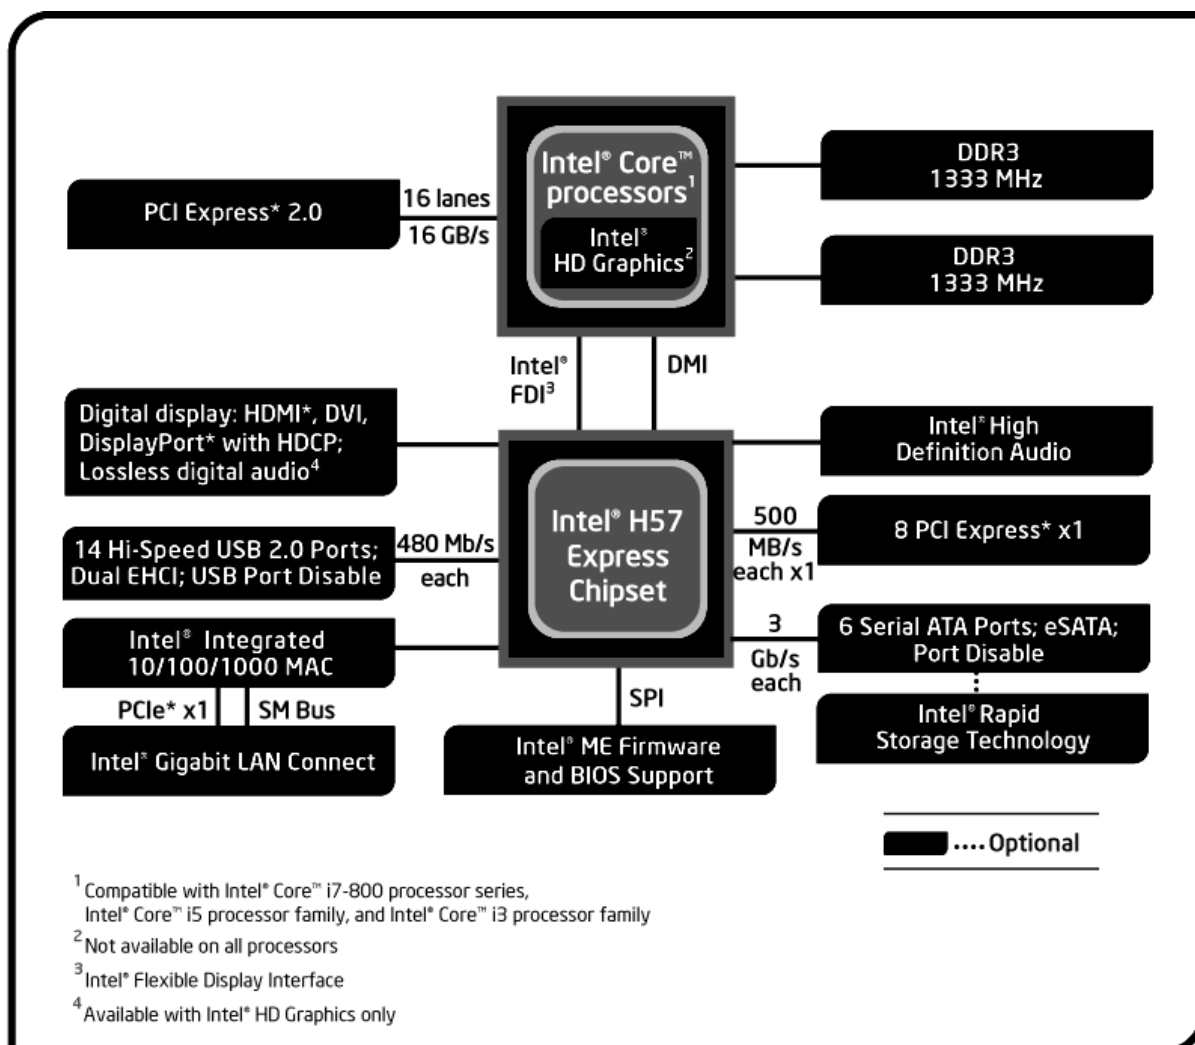 Intel® Core™
processors1
Intel®
HD Graphics2
PCI Express* 2.0
16 lanes
16 GB/s
DDR3
1333 MHz
DDR3
1333 MHz
Intel®
FDI3
DMI
Digital display: HDMI*, DVI,
DisplayPort* with HDCP;
Lossless digital audio4
Intel® High
Definition Audio
Intel® H57
Express
Chipset
14 Hi-Speed USB 2.0 Ports;
Dual EHCI; USB Port Disable
480 Mb/s
each
500
MB/s
each x1
8 PCI Express* x1
Intel® Integrated
10/100/1000 MAC
3
Gb/s
each
6 Serial ATA Ports; eSATA;
Port Disable
PCIe* x1
SM Bus
SPI
Intel® Rapid
Storage Technology
Intel® Gigabit LAN Connect
Intel® ME Firmware
and BIOS Support
.... Optional
1 Compatible with Intel® Core™ i7-800 processor series,
Intel® Core™ i5 processor family, and Intel® Core™ i3 processor family
2 Not available on all processors
3 Intel® Flexible Display Interface
4 Available with Intel® HD Graphics only